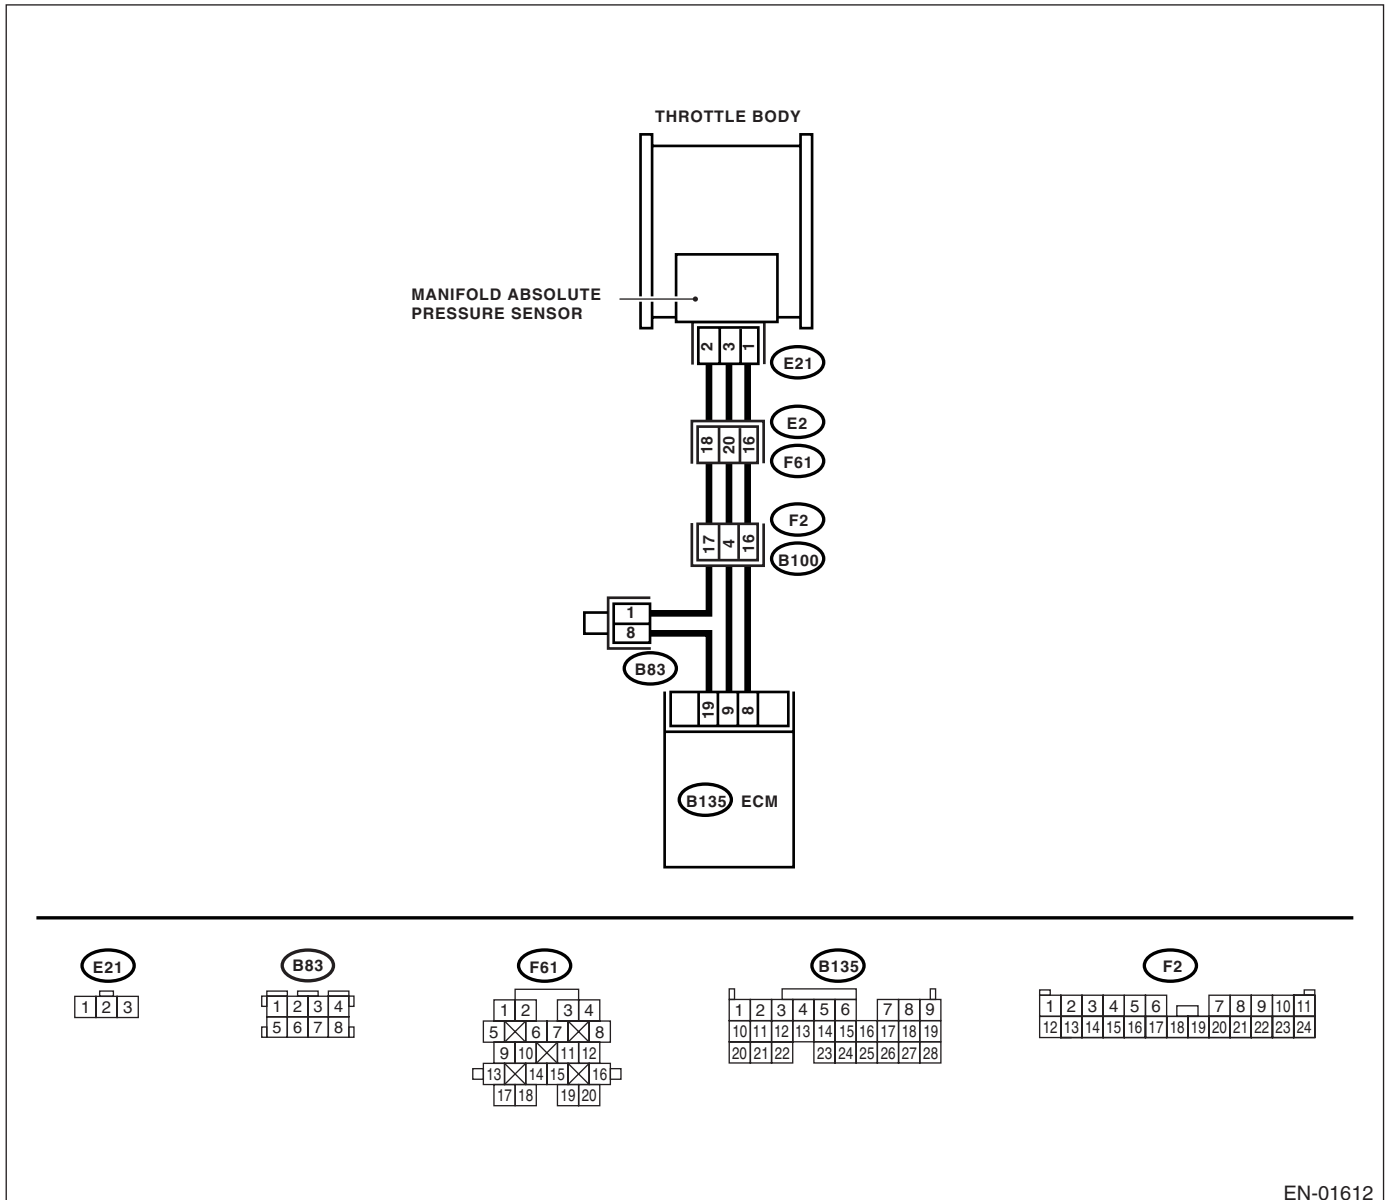 THROTTLE BODY
MANIFOLD ABSOLUTE
PRESSURE SENSOR
2 3 1
E21
E2
18 20 16
F61
F2
17 4 16
B100
1
8
B83
19 9 8
B135 ECM
E21
1 2 3
B83
1 2 3 4
5 6 7 8
F61
1 2 3 4
5 6 7 8
9 10 11 12
13 14 15 16
17 18 19 20
B135
1 2 3 4 5 6 7 8 9
10 11 12 13 14 15 16 17 18 19
20 21 22 23 24 25 26 27 28
F2
1 2 3 4 5 6 7 8 9 10 11
12 13 14 15 16 17 18 19 20 21 22 23 24
EN-01612